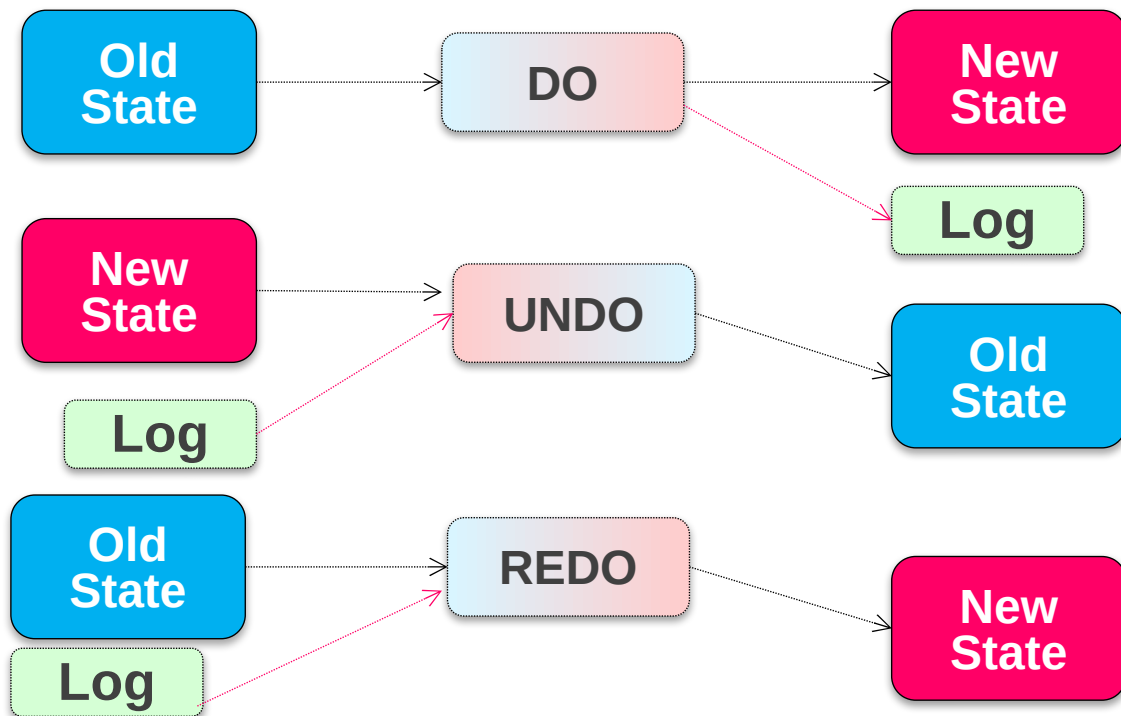 Old
State
DO
New
State
Log
New
State
UNDO
Old
State
Log
Old
State
REDO
New
State
Log